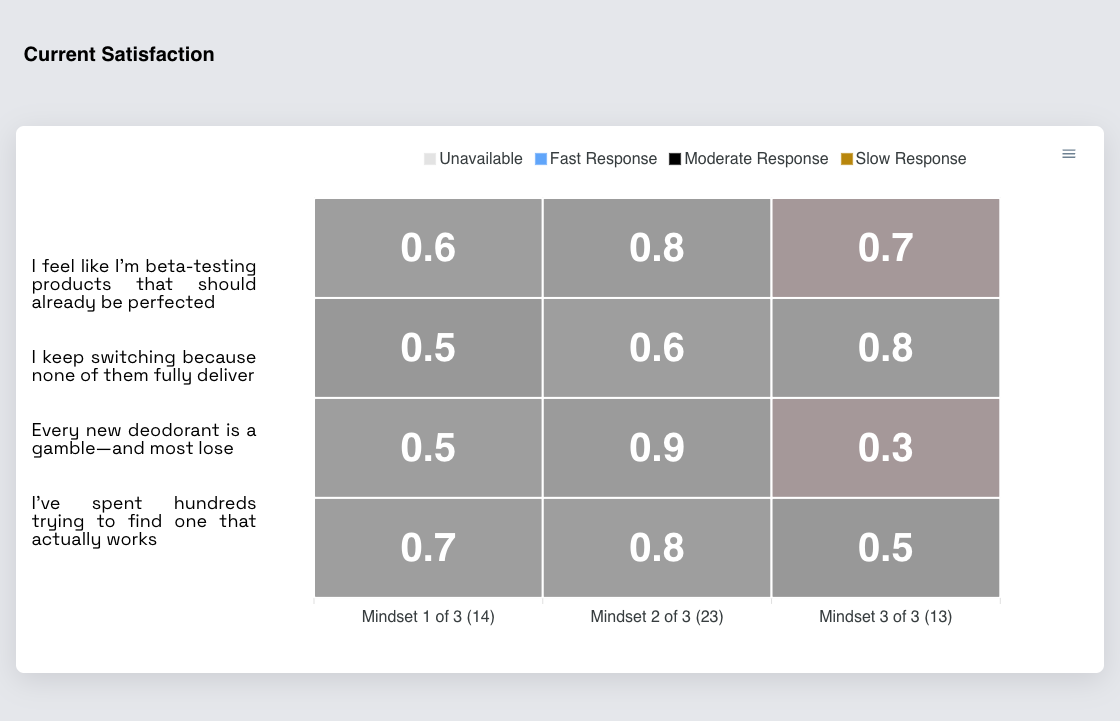 Current Satisfaction
Unavailable Fast Response Moderate Response Slow Response
I feel like I'm beta-testing
products that should
already be perfected
0.6 0.8 0.7
I keep switching because
none of them fully deliver
0.5 0.6 0.8
Every new deodorant is a
gamble—and most lose
0.5 0.9 0.3
I've spent hundreds
trying to find one that
actually works
0.7 0.8 0.5
Mindset 1 of 3 (14) Mindset 2 of 3 (23) Mindset 3 of 3 (13)